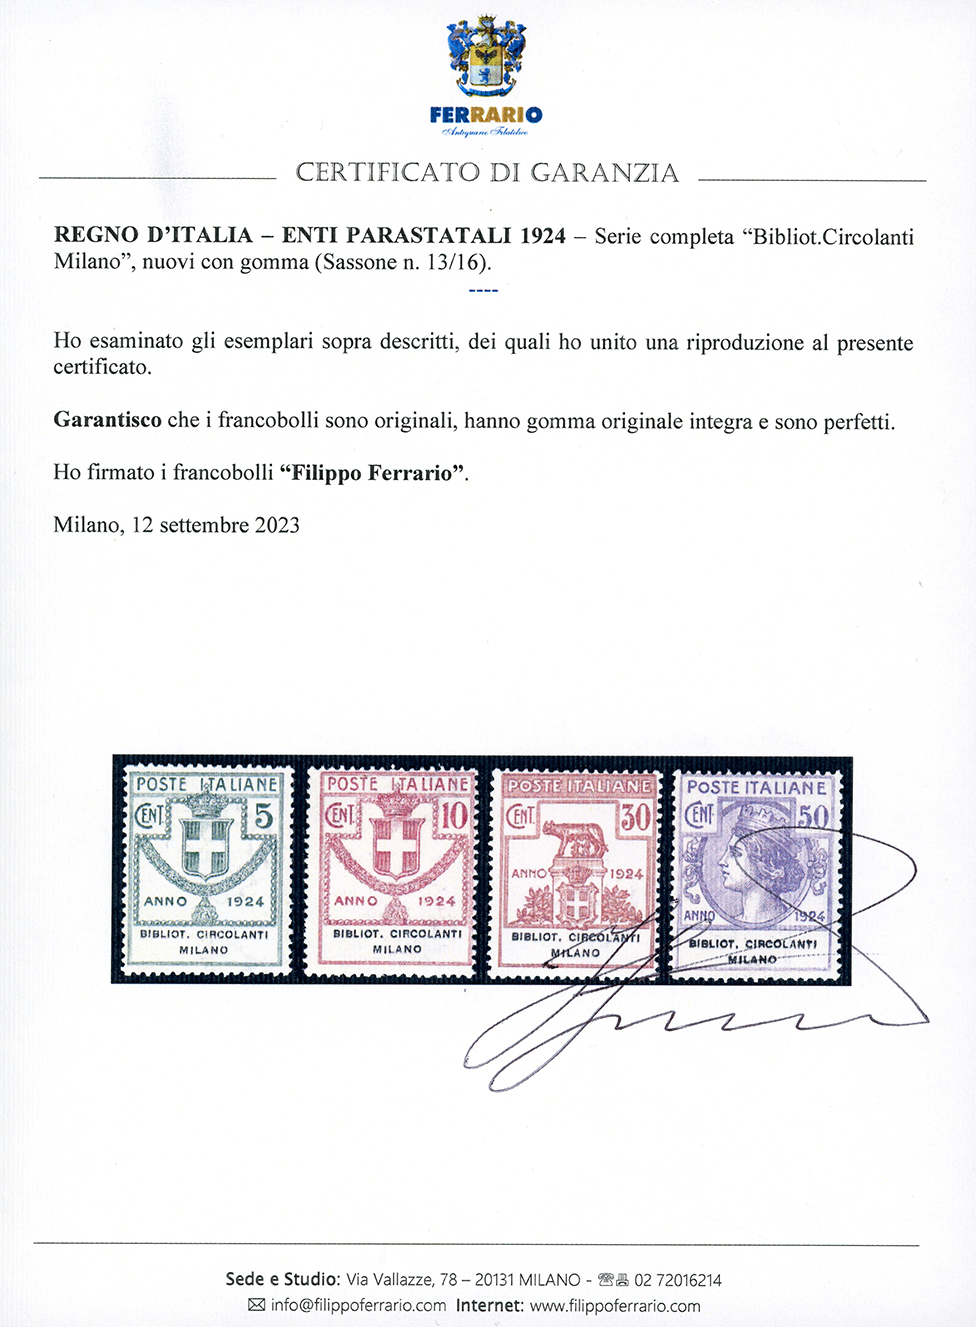 FERRARIO
Antiquario Filatelico
CERTIFICATO DI GARANZIA
REGNO D'ITALIA – ENTI PARASTATALI 1924 – Serie completa “Bibliot.Circolanti
Milano”, nuovi con gomma (Sassone n. 13/16).
----
Ho esaminato gli esemplari sopra descritti, dei quali ho unito una riproduzione al presente
certificato.
Garantisco che i francobolli sono originali, hanno gomma originale integra e sono perfetti.
Ho firmato i francobolli “Filippo Ferrario”.
Milano, 12 settembre 2023
POSTE ITALIANE
CENT. 5
ANNO 1924
BIBLIOT. CIRCOLANTI
MILANO
POSTE ITALIANE
CENT. 10
ANNO 1924
BIBLIOT. CIRCOLANTI
MILANO
POSTE ITALIANE
CENT. 30
ANNO 1924
BIBLIOT. CIRCOLANTI
MILANO
POSTE ITALIANE
CENT. 50
ANNO 1924
BIBLIOT. CIRCOLANTI
MILANO
Sede e Studio: Via Vallazze, 78 – 20131 MILANO - ☎🖷 02 72016214
✉ info@filippoferrario.com Internet: www.filippoferrario.com